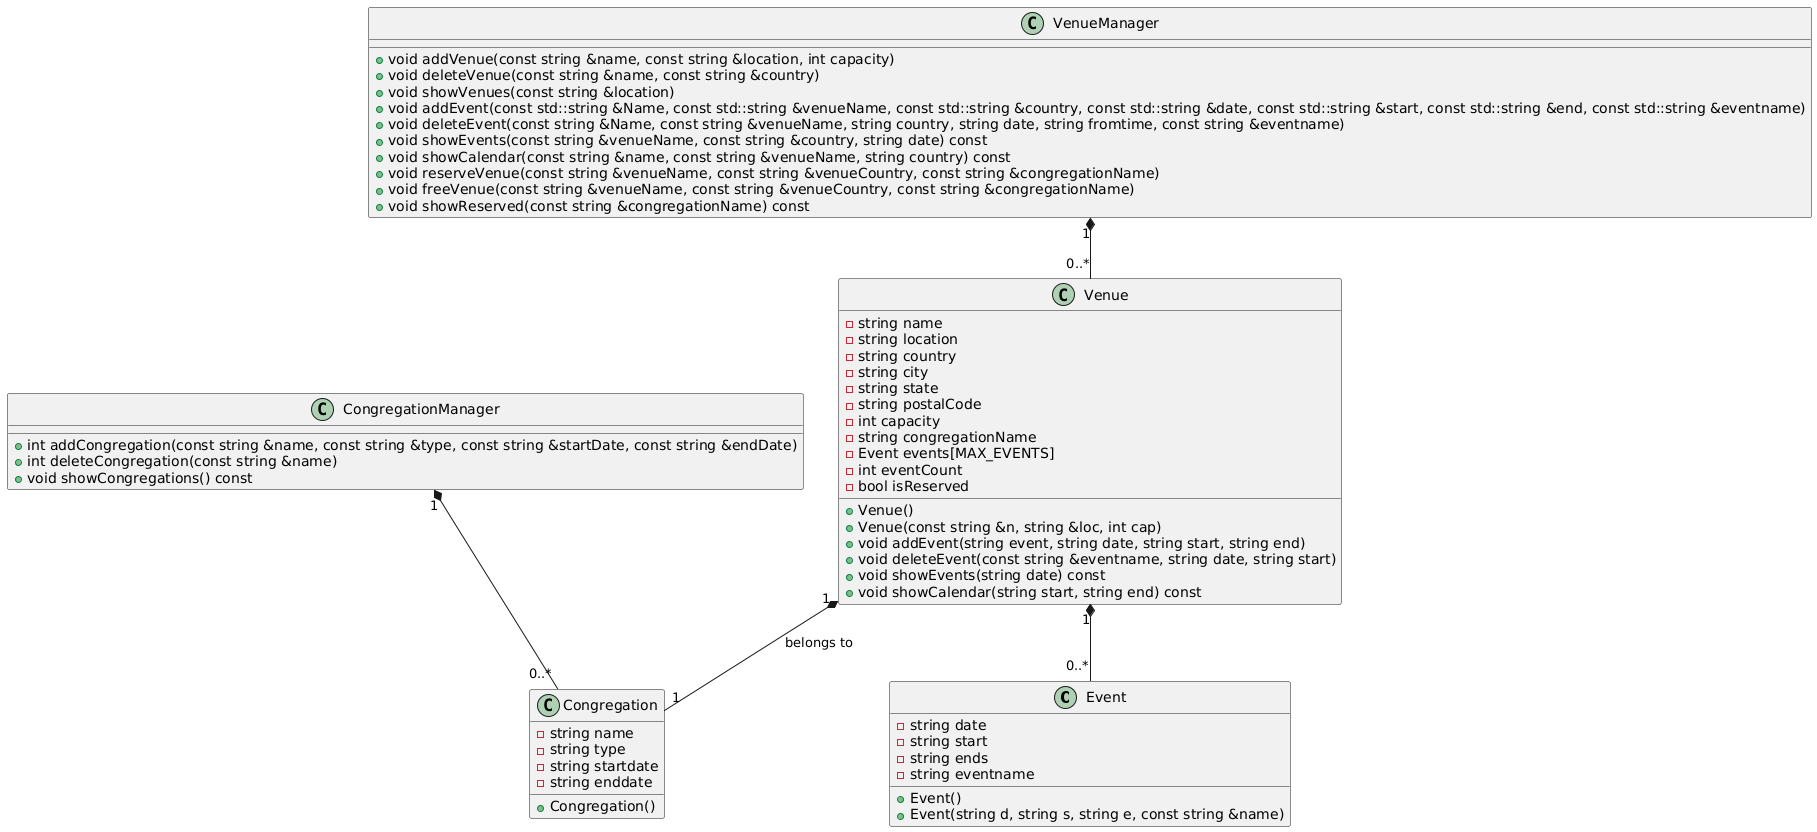 C VenueManager
void addVenue(const string &name, const string &location, int capacity)
void deleteVenue(const string &name, const string &country)
void showVenues(const string &location)
void addEvent(const std::string &Name, const std::string &venueName, const std::string &country, const std::string &date, const std::string &start, const std::string &end, const std::string &eventname)
void deleteEvent(const string &Name, const string &venueName, string country, string date, string fromtime, const string &eventname)
void showEvents(const string &venueName, const string &country, string date) const
void showCalendar(const string &name, const string &venueName, string country) const
void reserveVenue(const string &venueName, const string &venueCountry, const string &congregationName)
void freeVenue(const string &venueName, const string &venueCountry, const string &congregationName)
void showReserved(const string &congregationName) const
1
0..*
C Venue
string name
string location
string country
string city
string state
string postalCode
int capacity
string congregationName
Event events[MAX_EVENTS]
int eventCount
bool isReserved
Venue()
Venue(const string &n, string &loc, int cap)
void addEvent(string event, string date, string start, string end)
void deleteEvent(const string &eventname, string date, string start)
void showEvents(string date) const
void showCalendar(string start, string end) const
C CongregationManager
int addCongregation(const string &name, const string &type, const string &startDate, const string &endDate)
int deleteCongregation(const string &name)
void showCongregations() const
1
0..*
1
belongs to
1
1
0..*
C Congregation
string name
string type
string startdate
string enddate
Congregation()
C Event
string date
string start
string ends
string eventname
Event()
Event(string d, string s, string e, const string &name)